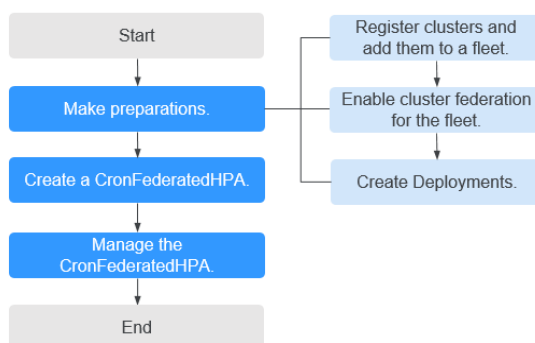 Start
Make preparations.
Create a CronFederatedHPA.
Manage the
CronFederatedHPA.
End
Register clusters and
add them to a fleet.
Enable cluster federation
for the fleet.
Create Deployments.